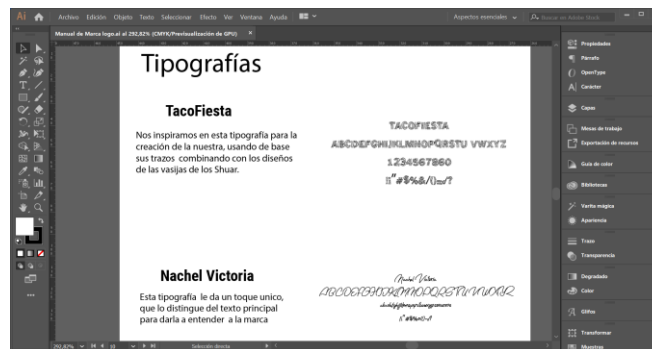 Ai Archivo Edición Objeto Texto Seleccionar Efecto Ver Ventana Ayuda Aspectos esenciales Buscar en Adobe Stock
Manual de Marca logo.ai al 292,82% (CMYK/Previsualización de GPU) ×
Tipografías
TacoFiesta
Nos inspiramos en esta tipografía para la
creación de la nuestra, usando de base
sus trazos combinando con los diseños
de las vasijas de los Shuar.
TACOFIESTA
1234567860
Nachel Victoria
Esta tipografía le da un toque unico,
que lo distingue del texto principal
para darla a entender a la marca
Propiedades
Párrafo
OpenType
Carácter
Capas
Mesas de trabajo
Exportación de recursos
Guía de color
Bibliotecas
Varita mágica
Apariencia
Trazo
Transparencia
Degradado
Color
Glifos
Transformar
Muestras
292,82% Selección directa